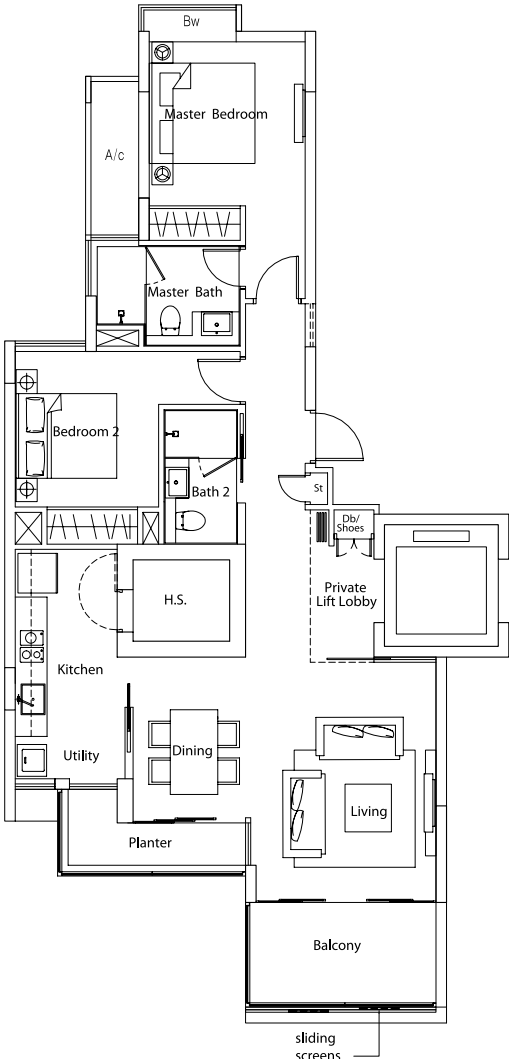 Bw
Master Bedroom
A/c
Master Bath
Bedroom 2
Bath 2
St
Db/
Shoes
H.S.
Private
Lift Lobby
Kitchen
Utility
Dining
Living
Planter
Balcony
sliding
screens